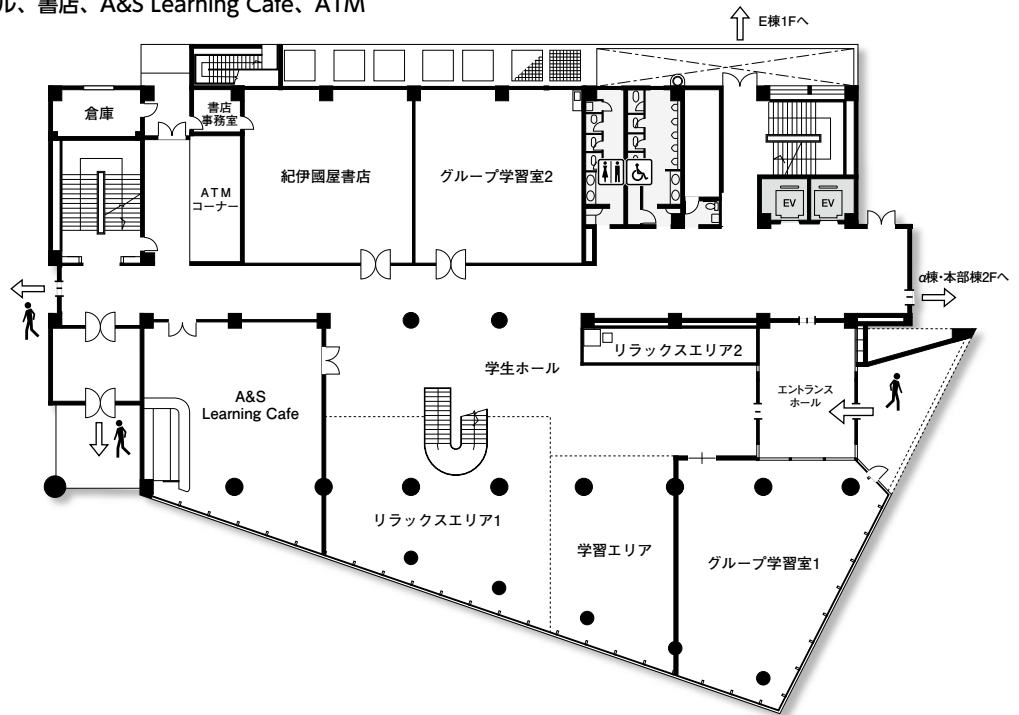 ル、書店、A&S Learning Cafe、ATM
E棟1Fへ
倉庫
書店
事務室
ATM
コーナー
紀伊國屋書店
グループ学習室2
EV
EV
α棟・本部棟2Fへ
リラックスエリア2
学生ホール
エントランス
ホール
A&S
Learning Cafe
リラックスエリア1
学習エリア
グループ学習室1